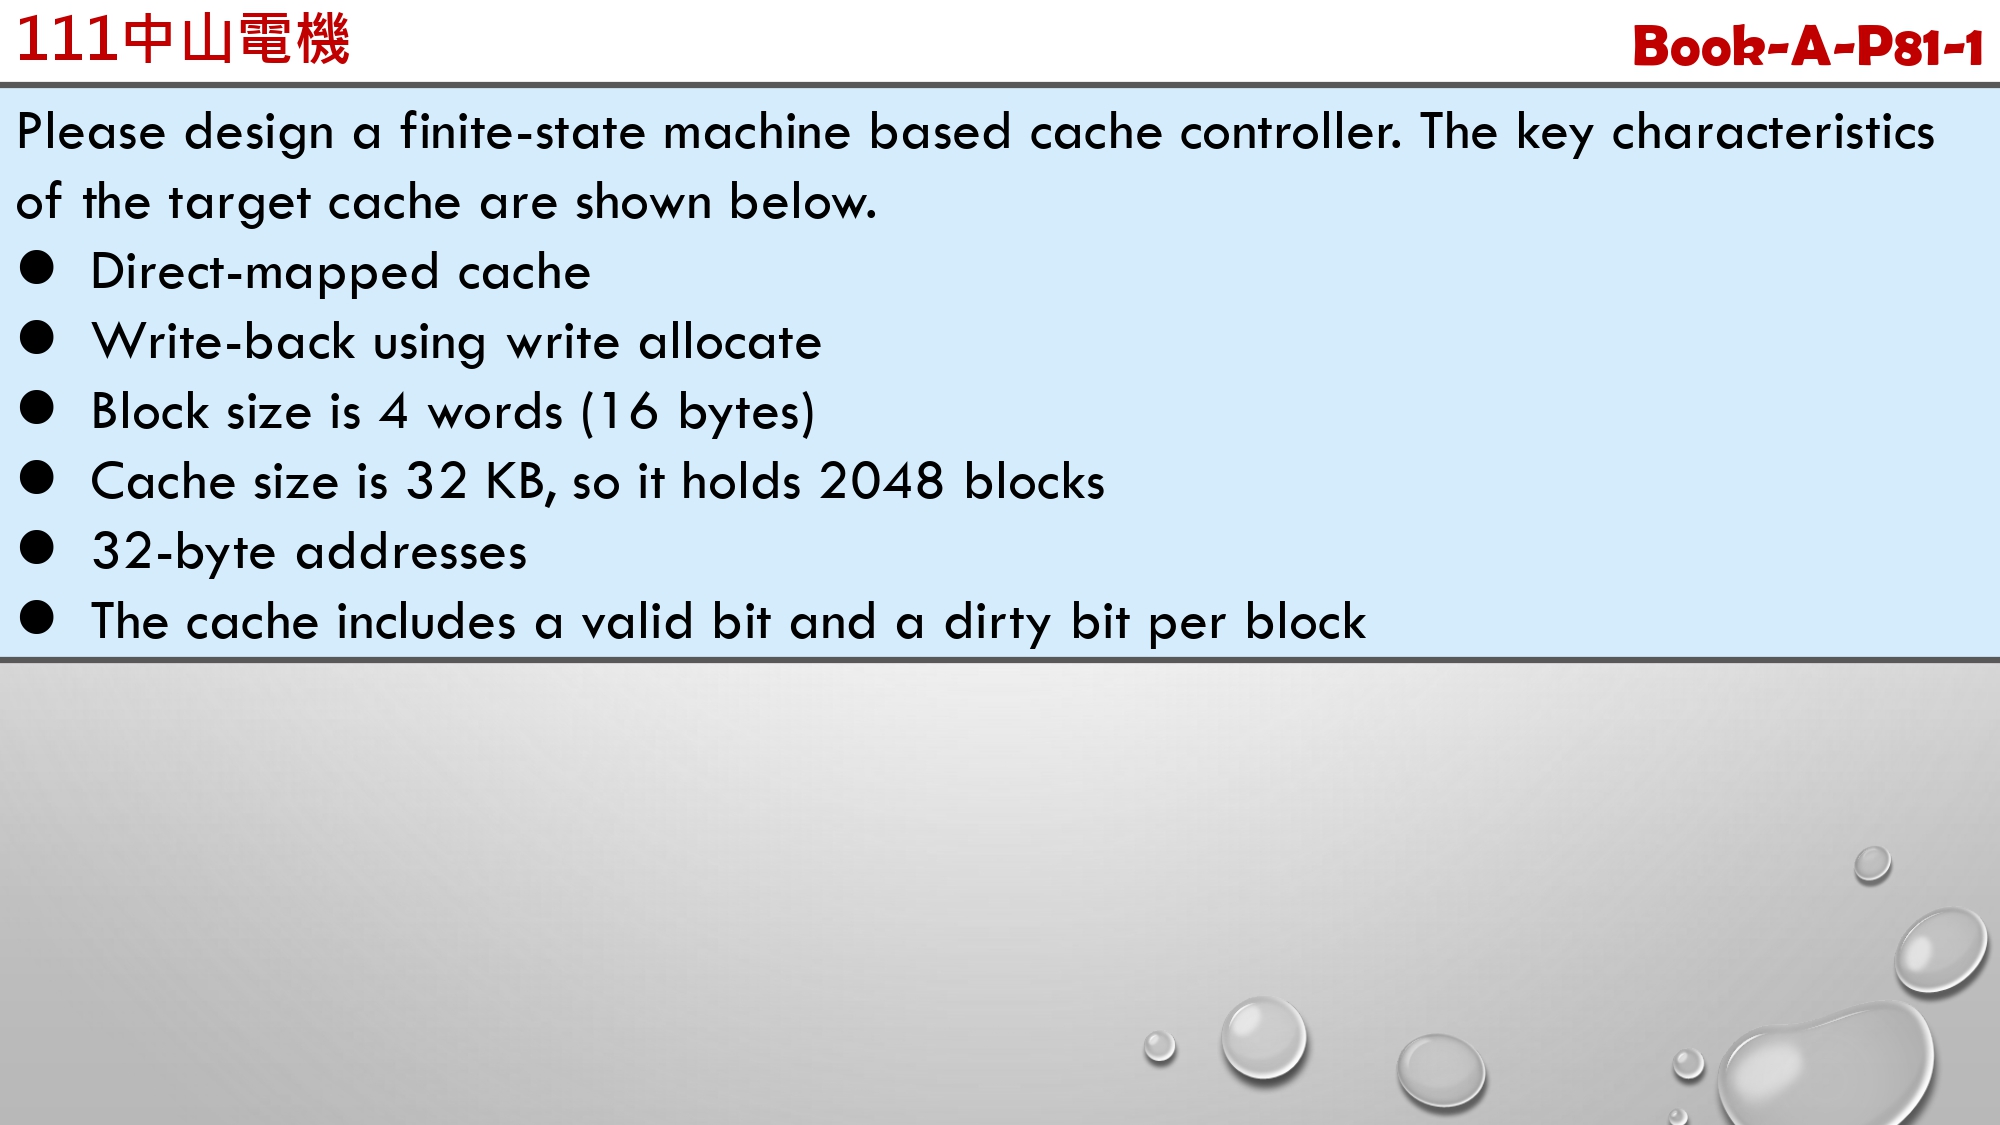 111中山電機
Book-A-P81-1
Please design a finite-state machine based cache controller. The key characteristics
of the target cache are shown below.
● Direct-mapped cache
● Write-back using write allocate
● Block size is 4 words (16 bytes)
● Cache size is 32 KB, so it holds 2048 blocks
● 32-byte addresses
● The cache includes a valid bit and a dirty bit per block